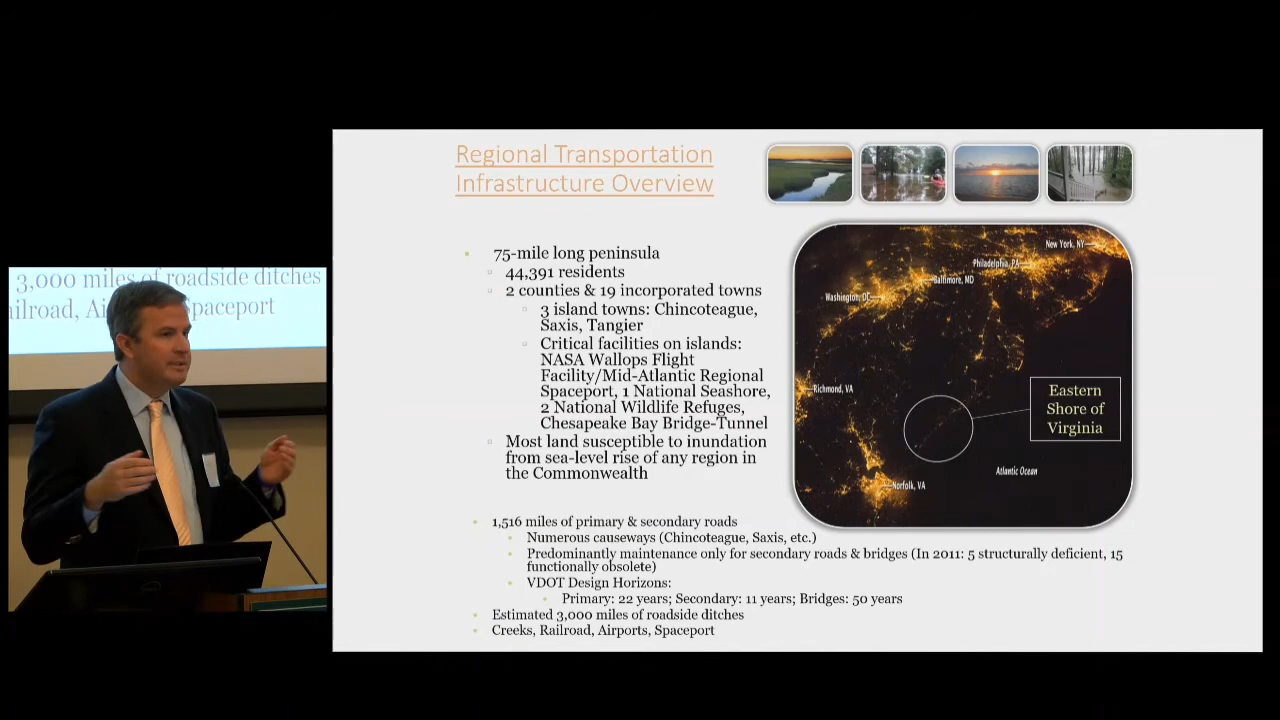 3,000 miles of roadside ditches
Spaceport
Regional Transportation
Infrastructure Overview
75-mile long peninsula
44,391 residents
2 counties & 19 incorporated towns
3 island towns: Chincoteague,
Saxis, Tangier
Critical facilities on islands:
NASA Wallops Flight
Facility/Mid-Atlantic Regional
Spaceport, 1 National Seashore,
2 National Wildlife Refuges,
Chesapeake Bay Bridge-Tunnel
Most land susceptible to inundation
from sea-level rise of any region in
the Commonwealth
New York, NY
Philadelphia, PA
Baltimore, MD
Washington, DC
Richmond, VA
Eastern
Shore of
Virginia
Atlantic Ocean
Norfolk, VA
1,516 miles of primary & secondary roads
Numerous causeways (Chincoteague, Saxis, etc.)
Predominantly maintenance only for secondary roads & bridges (In 2011: 5 structurally deficient, 15
functionally obsolete)
VDOT Design Horizons:
Primary: 22 years; Secondary: 11 years; Bridges: 50 years
Estimated 3,000 miles of roadside ditches
Creeks, Railroad, Airports, Spaceport